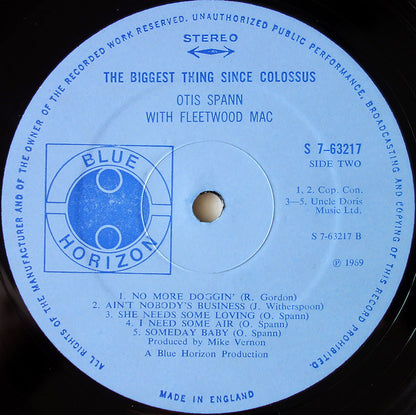 ALL RIGHTS OF THE MANUFACTURER AND OF THE OWNER OF THE RECORDED WORK RESERVED. UNAUTHORIZED PUBLIC PERFORMANCE, BROADCASTING AND COPYING OF THIS RECORD PROHIBITED.
STEREO
THE BIGGEST THING SINCE COLOSSUS
OTIS SPANN
WITH FLEETWOOD MAC
S 7–63217
SIDE TWO
BLUE
HORIZON
1, 2. Cop. Con.
3—5. Uncle Doris
Music Ltd.
S 7-63217 B
℗ 1969
1. NO MORE DOGGIN' (R. Gordon)
2. AIN'T NOBODY'S BUSINESS (J. Witherspoon)
3. SHE NEEDS SOME LOVING (O. Spann)
4. I NEED SOME AIR (O. Spann)
5. SOMEDAY BABY (O. Spann)
Produced by Mike Vernon
A Blue Horizon Production
MADE IN ENGLAND